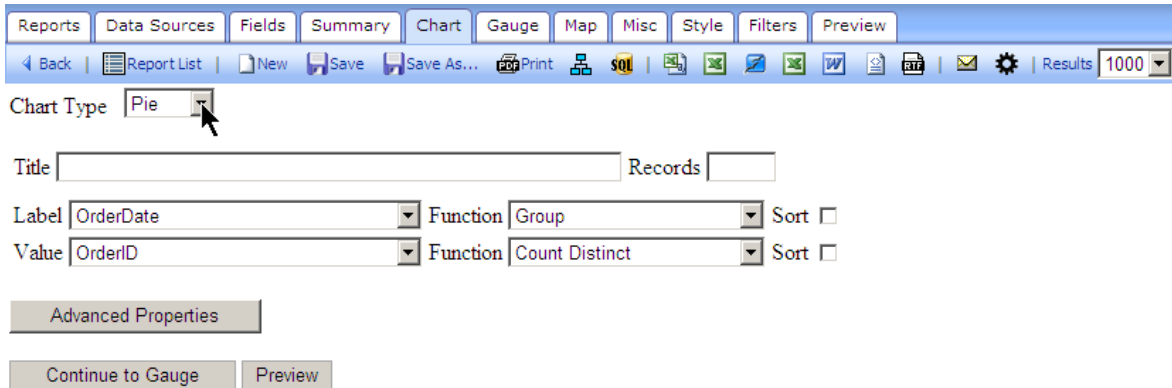 Reports Data Sources Fields Summary Chart Gauge Map Misc Style Filters Preview
Back | Report List | New Save Save As... PDF Print SQL | W RTF | Results 1000
Chart Type Pie
Title Records
Label OrderDate Function Group Sort
Value OrderID Function Count Distinct Sort
Advanced Properties
Continue to Gauge Preview